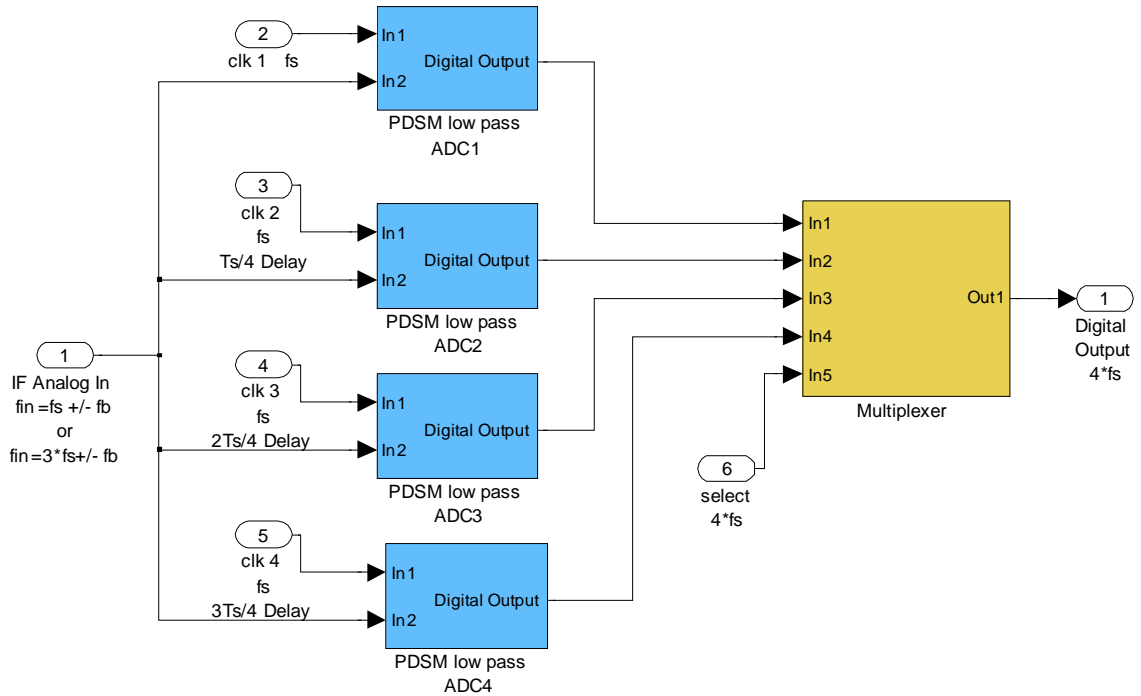 2
clk 1 fs
In1
In2
Digital Output
PDSM low pass
ADC1
3
clk 2
fs
Ts/4 Delay
In1
In2
Digital Output
PDSM low pass
ADC2
1
IF Analog In
fin =fs +/- fb
or
fin=3*fs+/- fb
4
clk 3
fs
2Ts/4 Delay
In1
In2
Digital Output
PDSM low pass
ADC3
5
clk 4
fs
3Ts/4 Delay
In1
In2
Digital Output
PDSM low pass
ADC4
In1
In2
In3
In4
In5
Out1
Multiplexer
6
select
4*fs
1
Digital
Output
4*fs